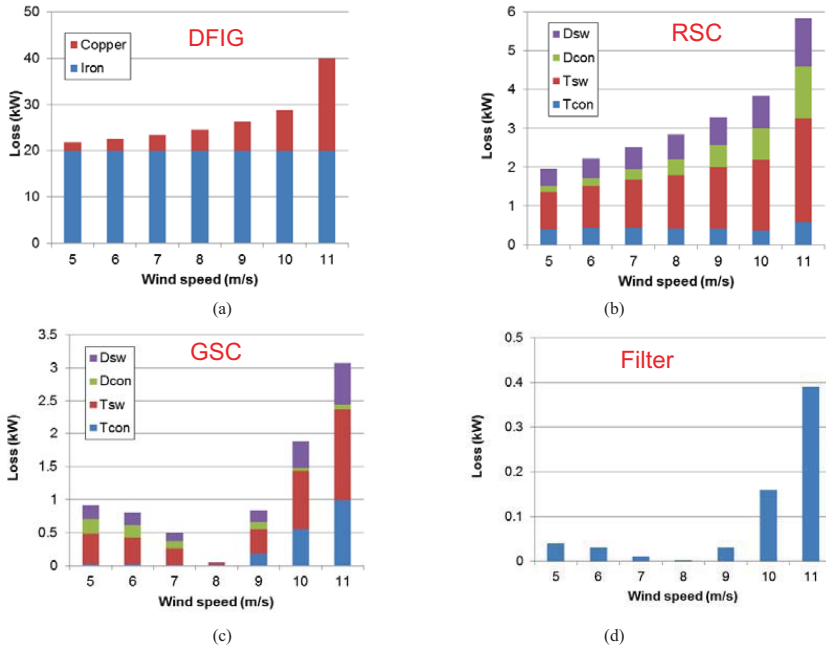 DFIG
50
40
30
20
10
0
Loss (kW)
Copper
Iron
5 6 7 8 9 10 11
Wind speed (m/s)
(a)
RSC
6
5
4
3
2
1
0
Loss (kW)
Dsw
Dcon
Tsw
Tcon
5 6 7 8 9 10 11
Wind speed (m/s)
(b)
GSC
3.5
3
2.5
2
1.5
1
0.5
0
Loss (kW)
Dsw
Dcon
Tsw
Tcon
5 6 7 8 9 10 11
Wind speed (m/s)
(c)
Filter
0.5
0.4
0.3
0.2
0.1
0
Loss (kW)
5 6 7 8 9 10 11
Wind speed (m/s)
(d)